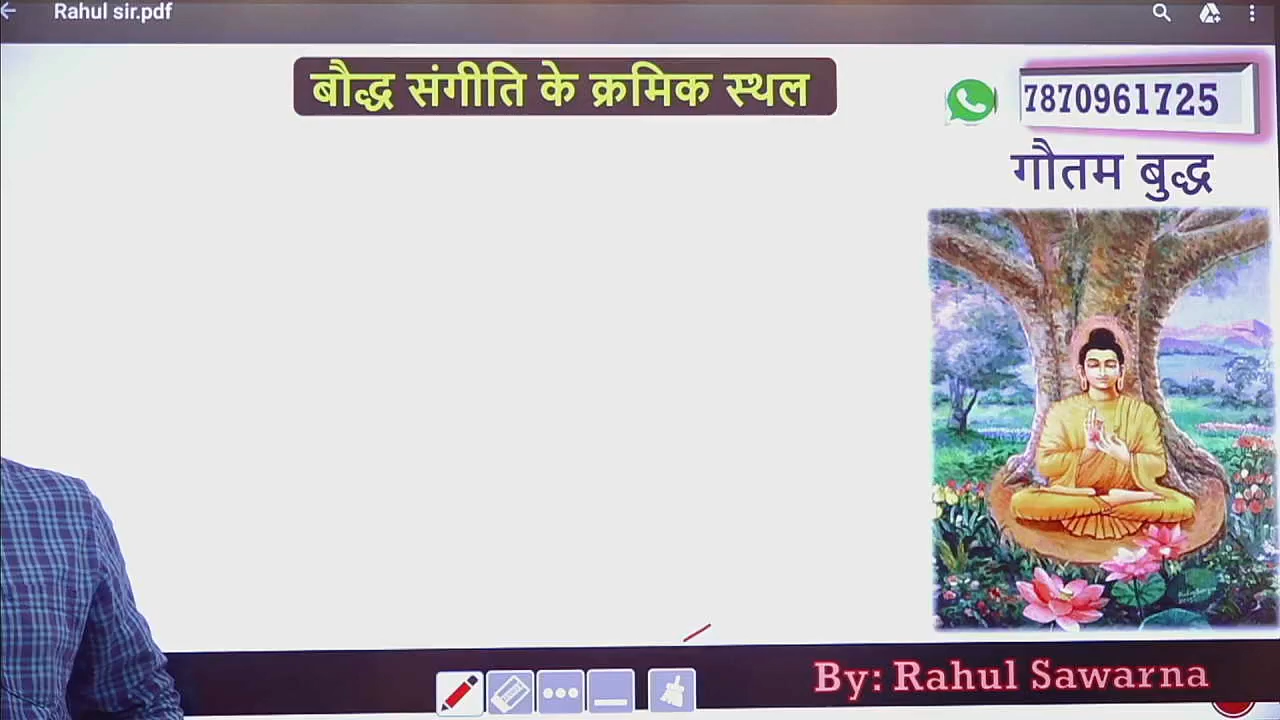 Rahul sir.pdf
बौद्ध संगीति के क्रमिक स्थल
7870961725
गौतम बुद्ध
By: Rahul Sawarna